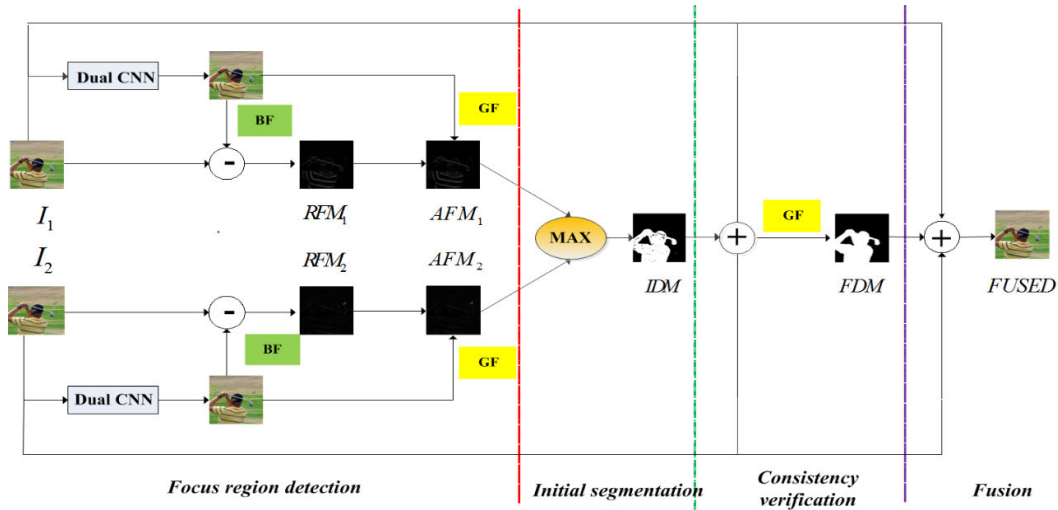 Dual CNN
BF
GF
-
I1
RFM1
AFM1
I2
RFM2
AFM2
MAX
IDM
+
GF
FDM
+
FUSED
-
BF
GF
Dual CNN
Focus region detection
Initial segmentation
Consistency
verification
Fusion